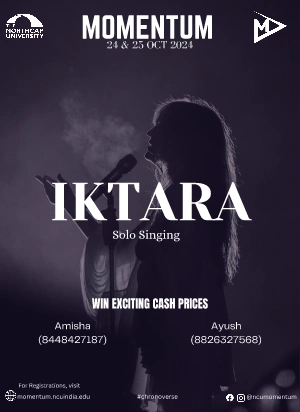 THE
NORTHCAP
UNIVERSITY
MOMENTUM
24 & 25 OCT 2024
M
IKTARA
Solo Singing
WIN EXCITING CASH PRICES
Amisha
(8448427187)
Ayush
(8826327568)
For Registrations, visit
momentum.ncuindia.edu
#chronoverse
@ncumomentum